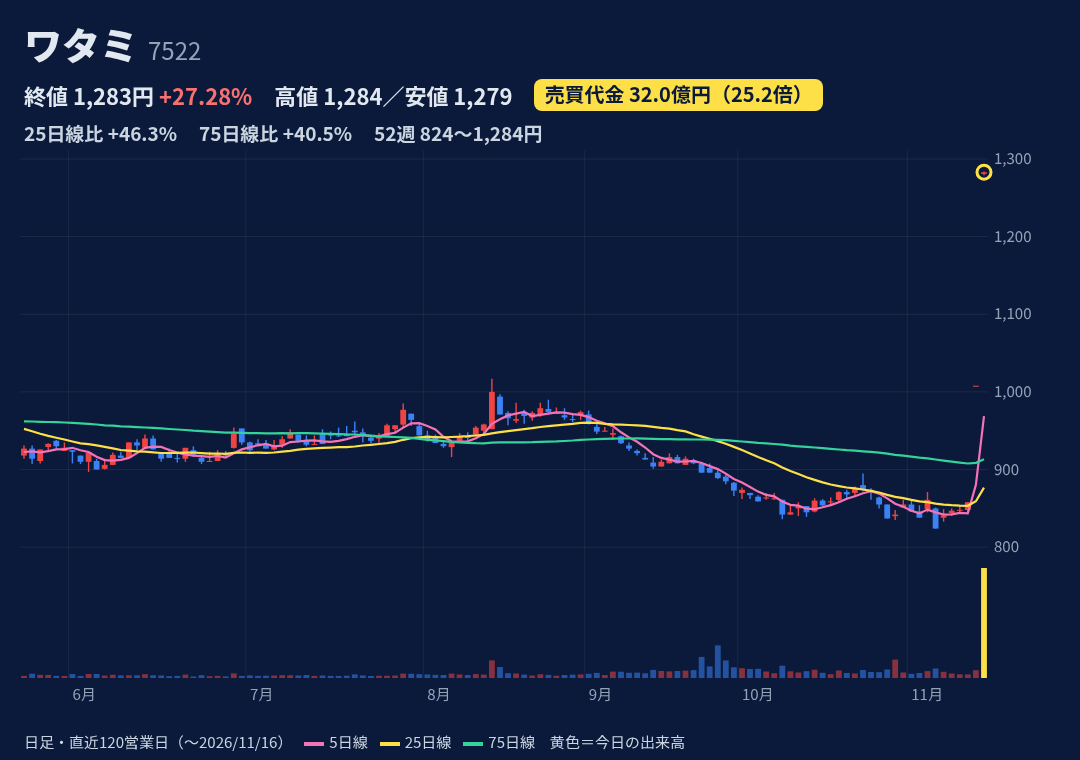 ワタミ 7522
終値 1,283円 +27.28% 高値 1,284／安値 1,279 売買代金 32.0億円（25.2倍）
25日線比 +46.3% 75日線比 +40.5% 52週 824〜1,284円
1,300
1,200
1,100
1,000
900
800
6月 7月 8月 9月 10月 11月
日足・直近120営業日（〜2026/11/16） 5日線 25日線 75日線 黄色＝今日の出来高